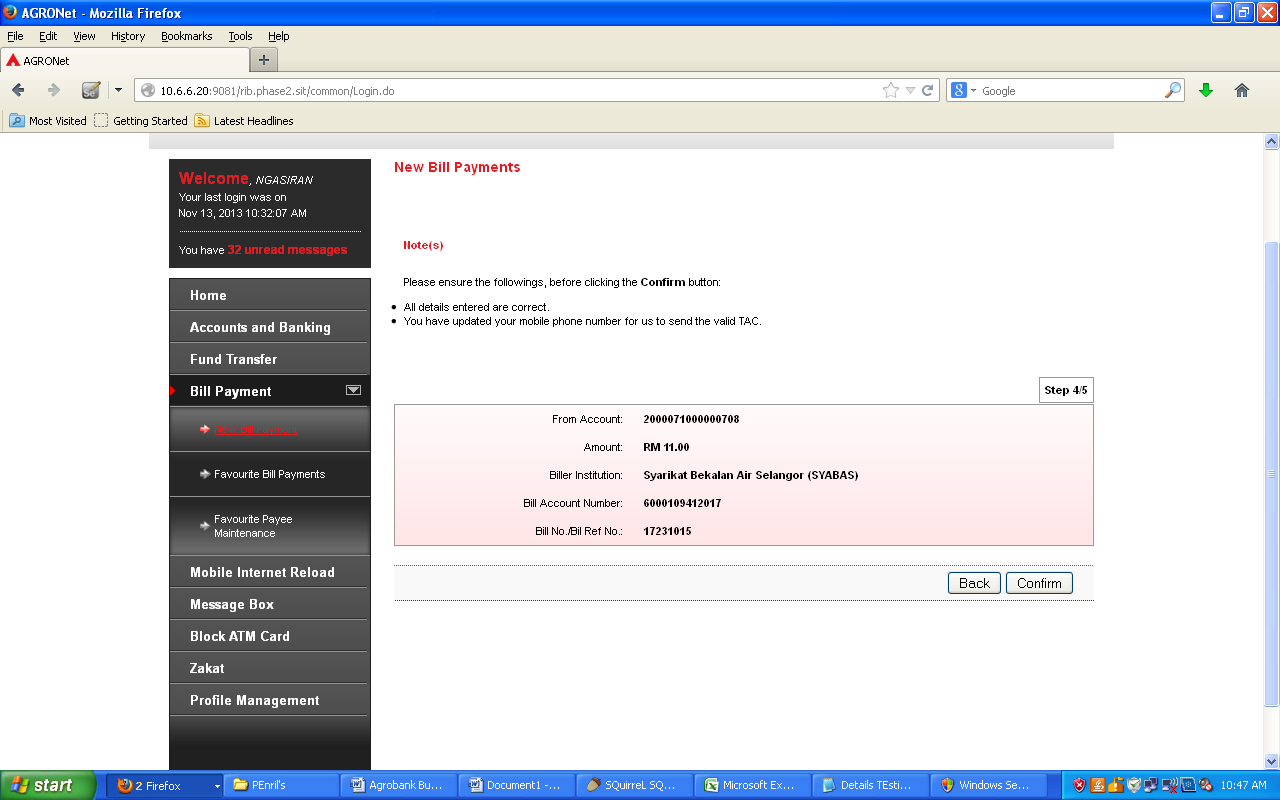 AGRONet - Mozilla Firefox
File Edit View History Bookmarks Tools Help
AGRONet
10.6.6.20:9081/rib.phase2.sit/common/Login.do
Google
Most Visited Getting Started Latest Headlines
New Bill Payments
Welcome, NGASIRAN
Your last login was on
Nov 13, 2013 10:32:07 AM
You have 32 unread messages
Note(s)
Please ensure the followings, before clicking the Confirm button:
All details entered are correct.
You have updated your mobile phone number for us to send the valid TAC.
Home
Accounts and Banking
Fund Transfer
Bill Payment
Favourite Bill Payments
Favourite Payee
Maintenance
Mobile Internet Reload
Message Box
Block ATM Card
Zakat
Profile Management
Step 4/5
From Account: 2000071000000708
Amount: RM 11.00
Biller Institution: Syarikat Bekalan Air Selangor (SYABAS)
Bill Account Number: 6000109412017
Bill No./Bil Ref No.: 17231015
Back Confirm
start 2 Firefox PEnril's Agrobank Bu... Document1 -... SQuirreL SQ... Microsoft Ex... Details TEsti... Windows Se... 10:47 AM